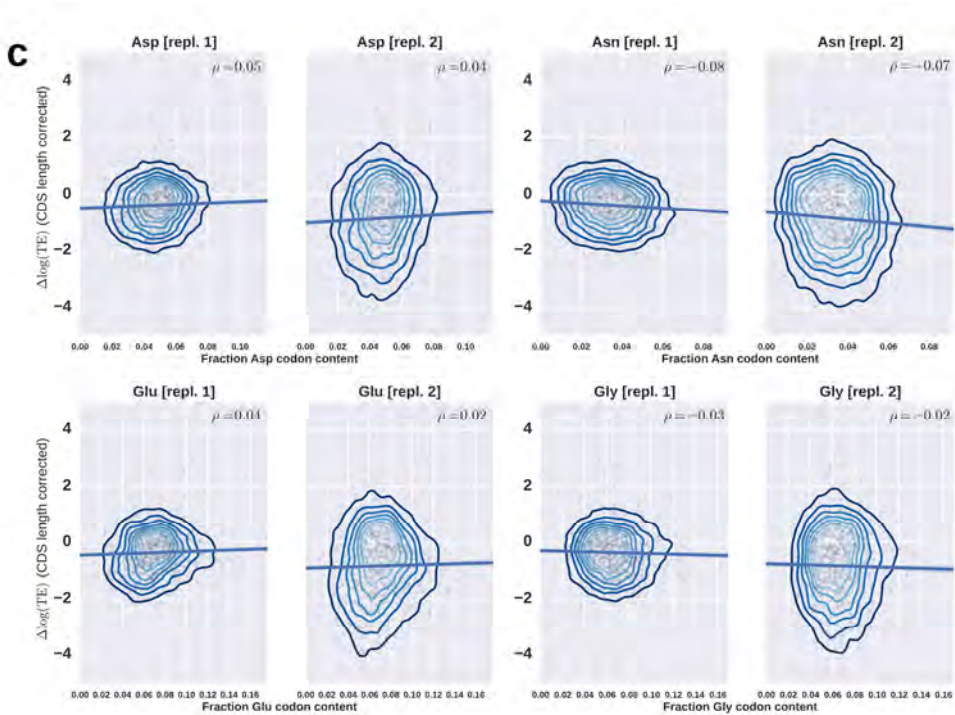 c
Asp [repl. 1] Asp [repl. 2] Asn [repl. 1] Asn [repl. 2]
ρ=0.05 ρ=0.04 ρ=−0.08 ρ=−0.07
Δlog(TE) (CDS length corrected)
4 4
2 2
0 0
−2 −2
−4 −4
0.00 0.02 0.04 0.06 0.08 0.10 0.00 0.02 0.04 0.06 0.08 0.10 0.00 0.02 0.04 0.06 0.08 0.00 0.02 0.04 0.06 0.08
Fraction Asp codon content Fraction Asn codon content
Glu [repl. 1] Glu [repl. 2] Gly [repl. 1] Gly [repl. 2]
ρ=0.04 ρ=0.02 ρ=−0.03 ρ=−0.02
Δlog(TE) (CDS length corrected)
4 4
2 2
0 0
−2 −2
−4 −4
0.00 0.02 0.04 0.06 0.08 0.10 0.12 0.14 0.16 0.00 0.02 0.04 0.06 0.08 0.10 0.12 0.14 0.16 0.00 0.02 0.04 0.06 0.08 0.10 0.12 0.14 0.16 0.00 0.02 0.04 0.06 0.08 0.10 0.12 0.14 0.16
Fraction Glu codon content Fraction Gly codon content